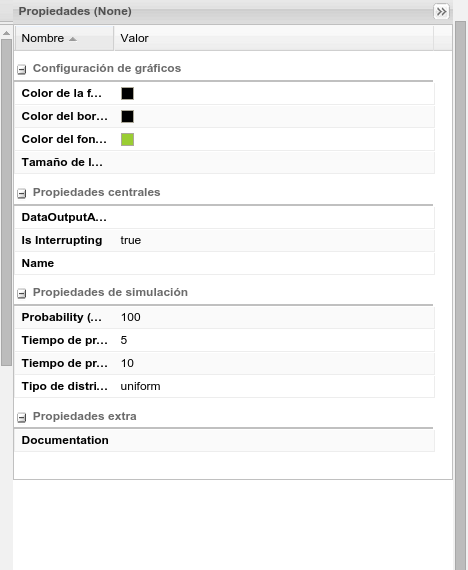 Propiedades (None)
Nombre Valor
Configuración de gráficos
Color de la f...
Color del bor...
Color del fon...
Tamaño de l...
Propiedades centrales
DataOutputA...
Is Interrupting true
Name
Propiedades de simulación
Probability (... 100
Tiempo de pr... 5
Tiempo de pr... 10
Tipo de distri... uniform
Propiedades extra
Documentation